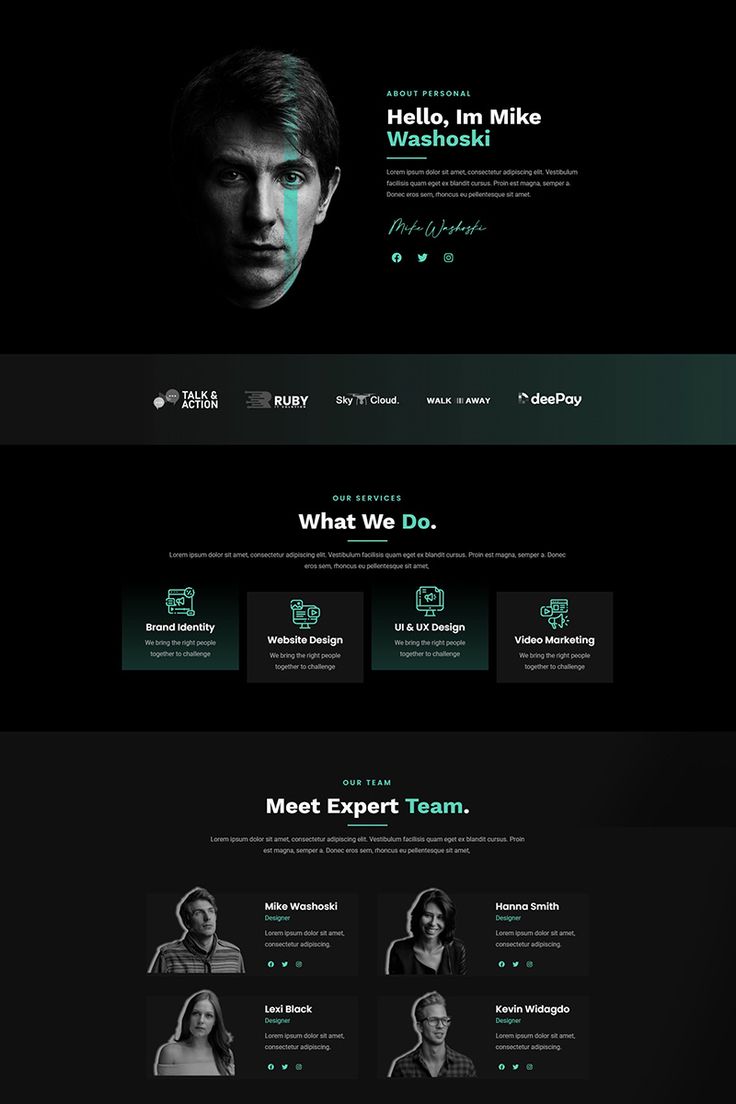 ABOUT PERSONAL
Hello, Im Mike
Washoski
Lorem ipsum dolor sit amet, consectetur adipiscing elit. Vestibulum
facilisis quam eget ex blandit cursus. Proin est magna, semper a.
Donec eros sem, rhoncus eu pellentesque sit amet.
Mike Washoski
TALK &
ACTION
RUBY
IT SOLUTION
Sky Cloud.
WALK AWAY
deePay
OUR SERVICES
What We Do.
Lorem ipsum dolor sit amet, consectetur adipiscing elit. Vestibulum facilisis quam eget ex blandit cursus. Proin est magna, semper a. Donec
eros sem, rhoncus eu pellentesque sit amet,
Brand Identity
We bring the right people
together to challenge
Website Design
We bring the right people
together to challenge
UI & UX Design
We bring the right people
together to challenge
Video Marketing
We bring the right people
together to challenge
OUR TEAM
Meet Expert Team.
Lorem ipsum dolor sit amet, consectetur adipiscing elit. Vestibulum facilisis quam eget ex blandit cursus. Proin
est magna, semper a. Donec eros sem, rhoncus eu pellentesque sit amet,
Mike Washoski
Designer
Lorem ipsum dolor sit amet,
consectetur adipiscing.
Hanna Smith
Designer
Lorem ipsum dolor sit amet,
consectetur adipiscing.
Lexi Black
Designer
Lorem ipsum dolor sit amet,
consectetur adipiscing.
Kevin Widagdo
Designer
Lorem ipsum dolor sit amet,
consectetur adipiscing.